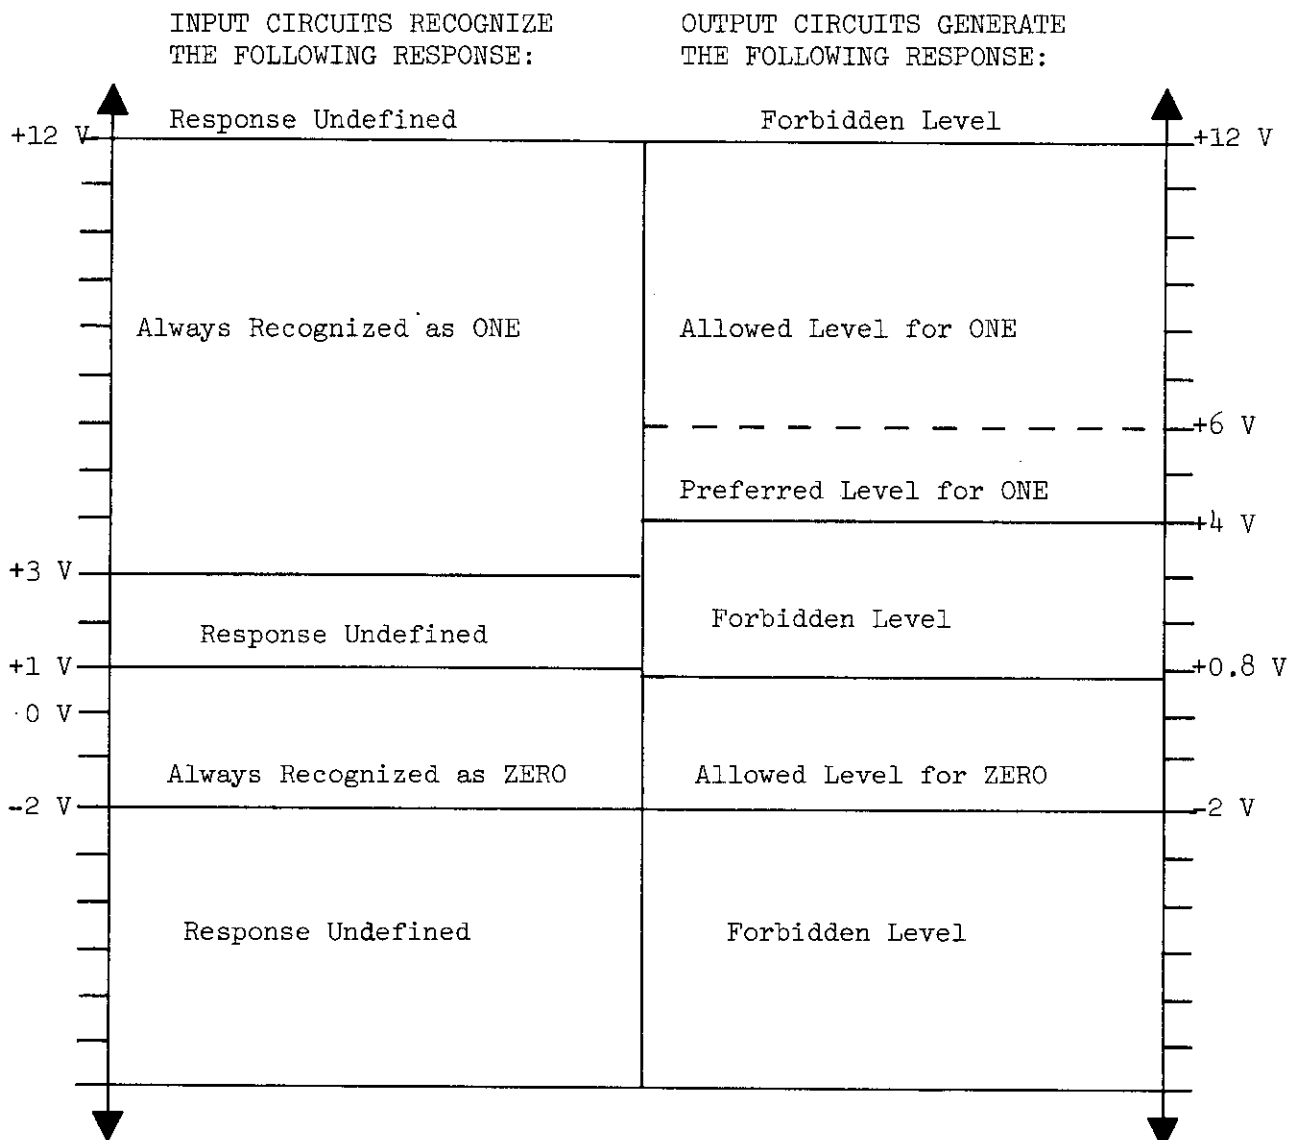 INPUT CIRCUITS RECOGNIZE
THE FOLLOWING RESPONSE:
OUTPUT CIRCUITS GENERATE
THE FOLLOWING RESPONSE:
Response Undefined
Forbidden Level
+12 V
+12 V
Always Recognized as ONE
Allowed Level for ONE
+6 V
Preferred Level for ONE
+4 V
+3 V
Forbidden Level
Response Undefined
+1 V
+0.8 V
0 V
Always Recognized as ZERO
Allowed Level for ZERO
-2 V
-2 V
Response Undefined
Forbidden Level